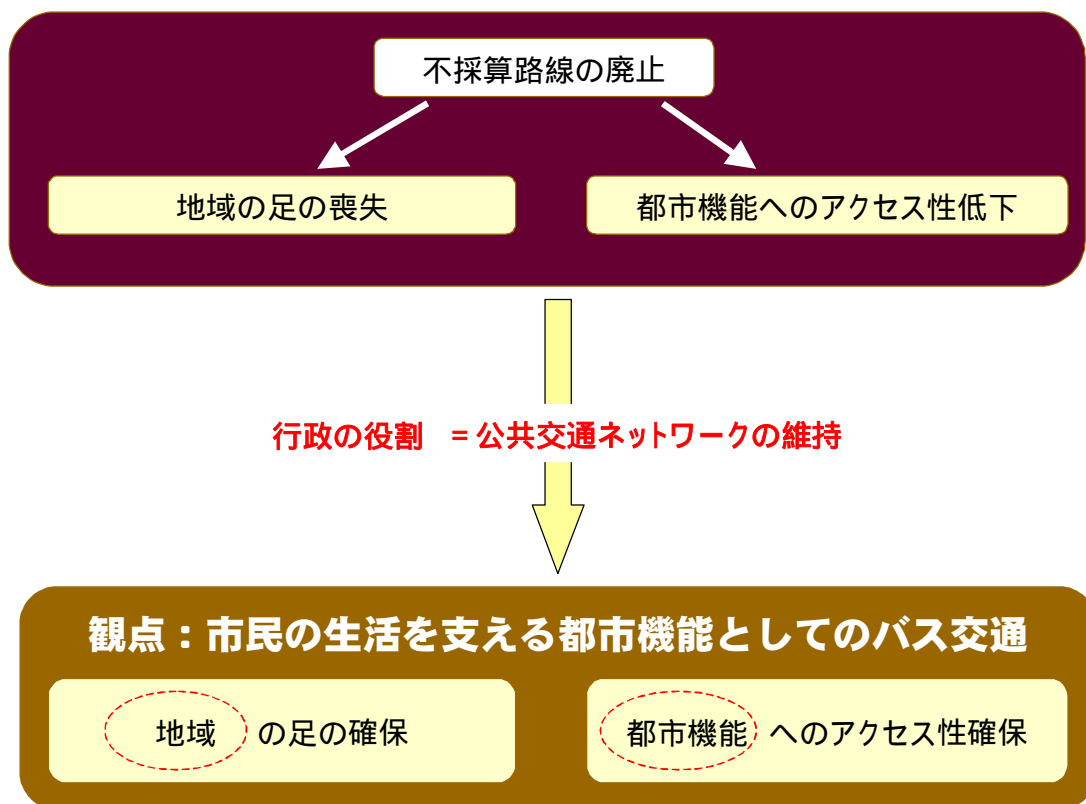 不採算路線の廃止
地域の足の喪失
都市機能へのアクセス性低下
行政の役割 =公共交通ネットワークの維持
観点：市民の生活を支える都市機能としてのバス交通
地域 の足の確保
都市機能 へのアクセス性確保